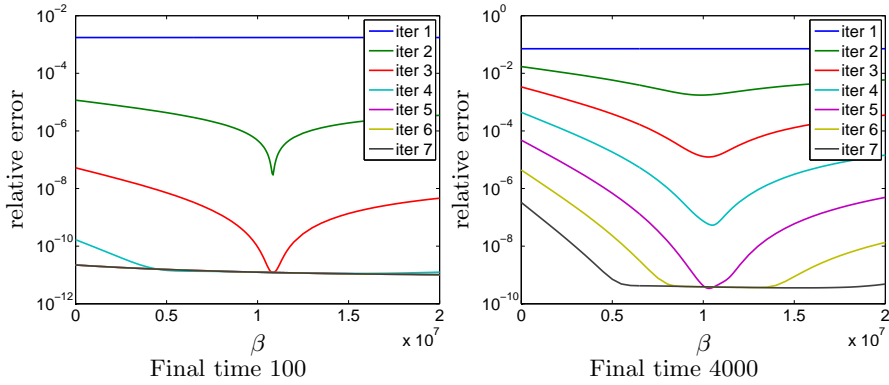 relative error
10^-2
10^-4
10^-6
10^-8
10^-10
10^-12
0
0.5
1
1.5
2
x 10^7
β
iter 1
iter 2
iter 3
iter 4
iter 5
iter 6
iter 7
Final time 100
relative error
10^0
10^-2
10^-4
10^-6
10^-8
10^-10
0
0.5
1
1.5
2
x 10^7
β
iter 1
iter 2
iter 3
iter 4
iter 5
iter 6
iter 7
Final time 4000